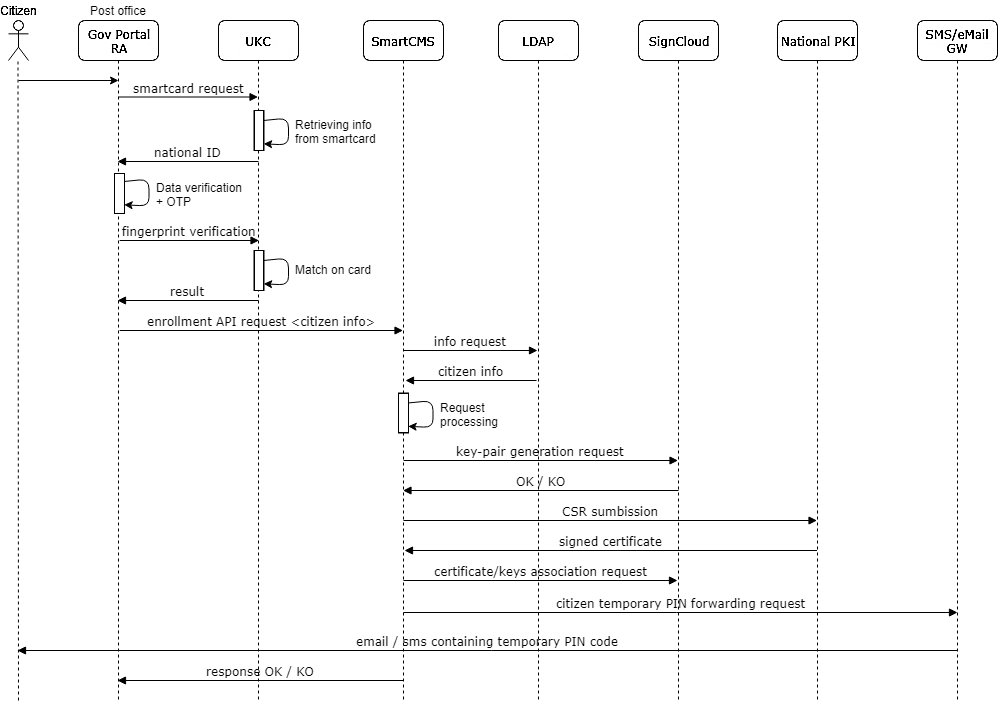 Citizen
Post office
Gov Portal
RA
UKC
SmartCMS
LDAP
SignCloud
National PKI
SMS/eMail
GW
smartcard request
Retrieving info
from smartcard
national ID
Data verification
+ OTP
fingerprint verification
Match on card
result
enrollment API request <citizen info>
info request
citizen info
Request
processing
key-pair generation request
OK / KO
CSR sumbission
signed certificate
certificate/keys association request
citizen temporary PIN forwarding request
email / sms containing temporary PIN code
response OK / KO